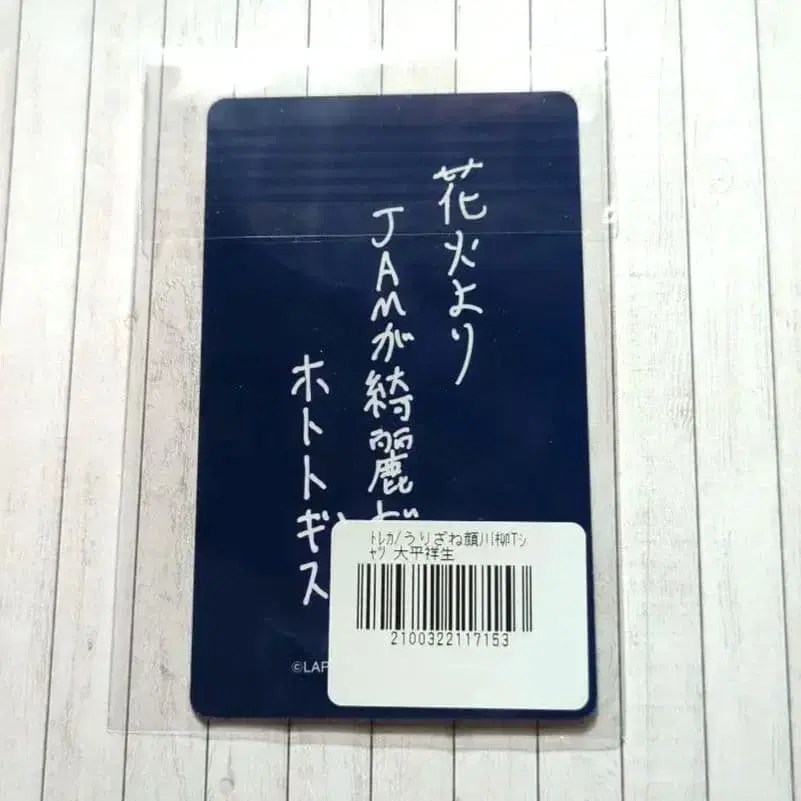 花火より
JAMが綺麗だ
ホトトギス
ﾄﾚｶ/うりざね顔川柳Tｼ
ｬﾂ 大平祥生
2100322117153
©LAP